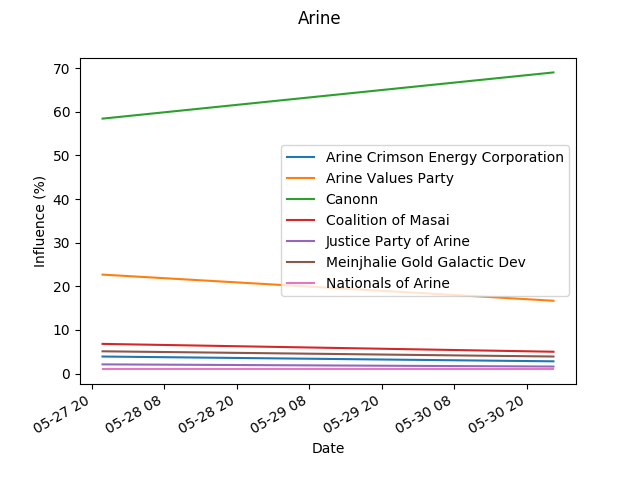 Arine
Influence (%)
70
60
50
40
30
20
10
0
Arine Crimson Energy Corporation
Arine Values Party
Canonn
Coalition of Masai
Justice Party of Arine
Meinjhalie Gold Galactic Dev
Nationals of Arine
05-27 20
05-28 08
05-28 20
05-29 08
05-29 20
05-30 08
05-30 20
Date